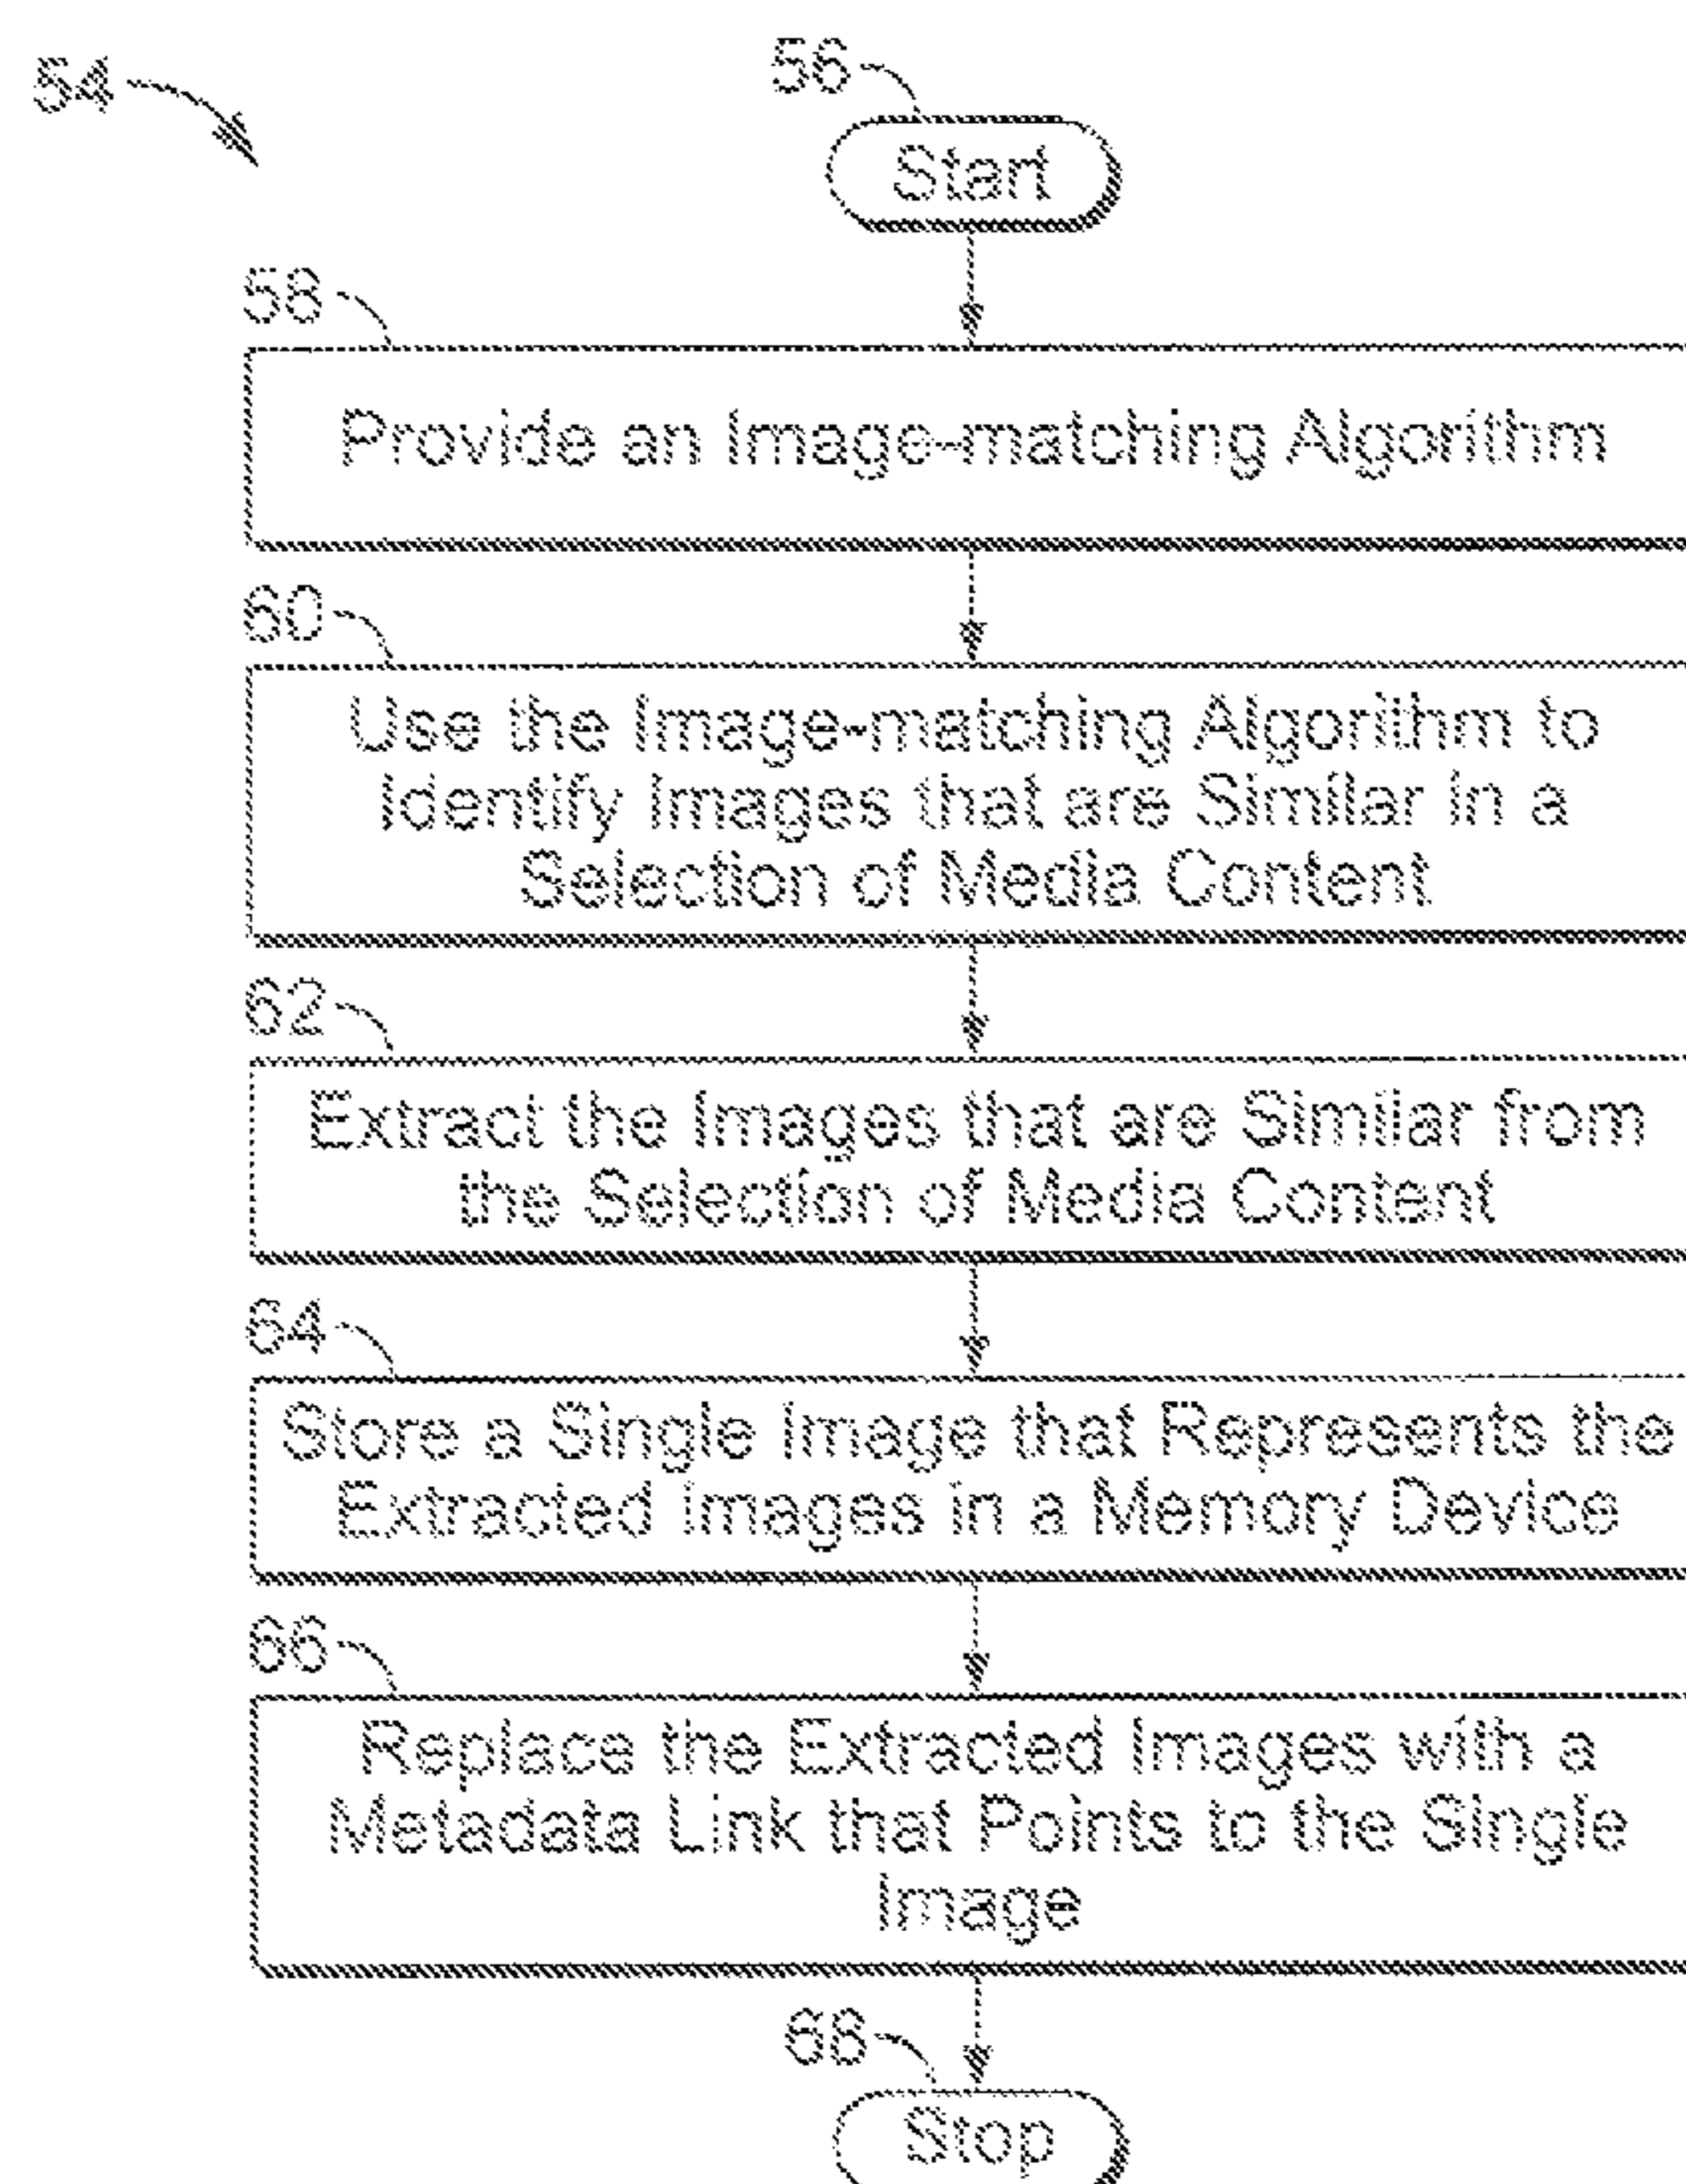 54
56
Start
58
Provide an Image-matching Algorithm
60
Use the Image-matching Algorithm to
Identify Images that are Similar in a
Selection of Media Content
62
Extract the Images that are Similar from
the Selection of Media Content
64
Store a Single Image that Represents the
Extracted Images in a Memory Device
66
Replace the Extracted Images with a
Metadata Link that Points to the Single
Image
68
Stop